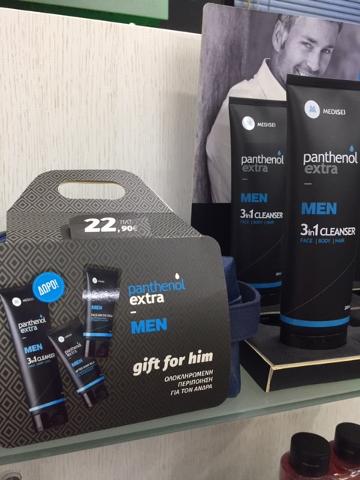 22,90€
Π.Λ.Τ.
ΔΩΡΟ!
panthenol
extra
MEN
gift for him
ΟΛΟΚΛΗΡΩΜΕΝΗ
ΠΕΡΙΠΟΙΗΣΗ
ΓΙΑ ΤΟΝ ΑΝΔΡΑ
MEDISEI
panthenol
extra
MEN
3in1 CLEANSER
MEDISEI
panthenol
extra
MEN
3in1 CLEANSER
FACE | BODY | HAIR
MEDISEI
panthenol
extra
MEN
3in1 CLEANSER
FACE | BODY | HAIR